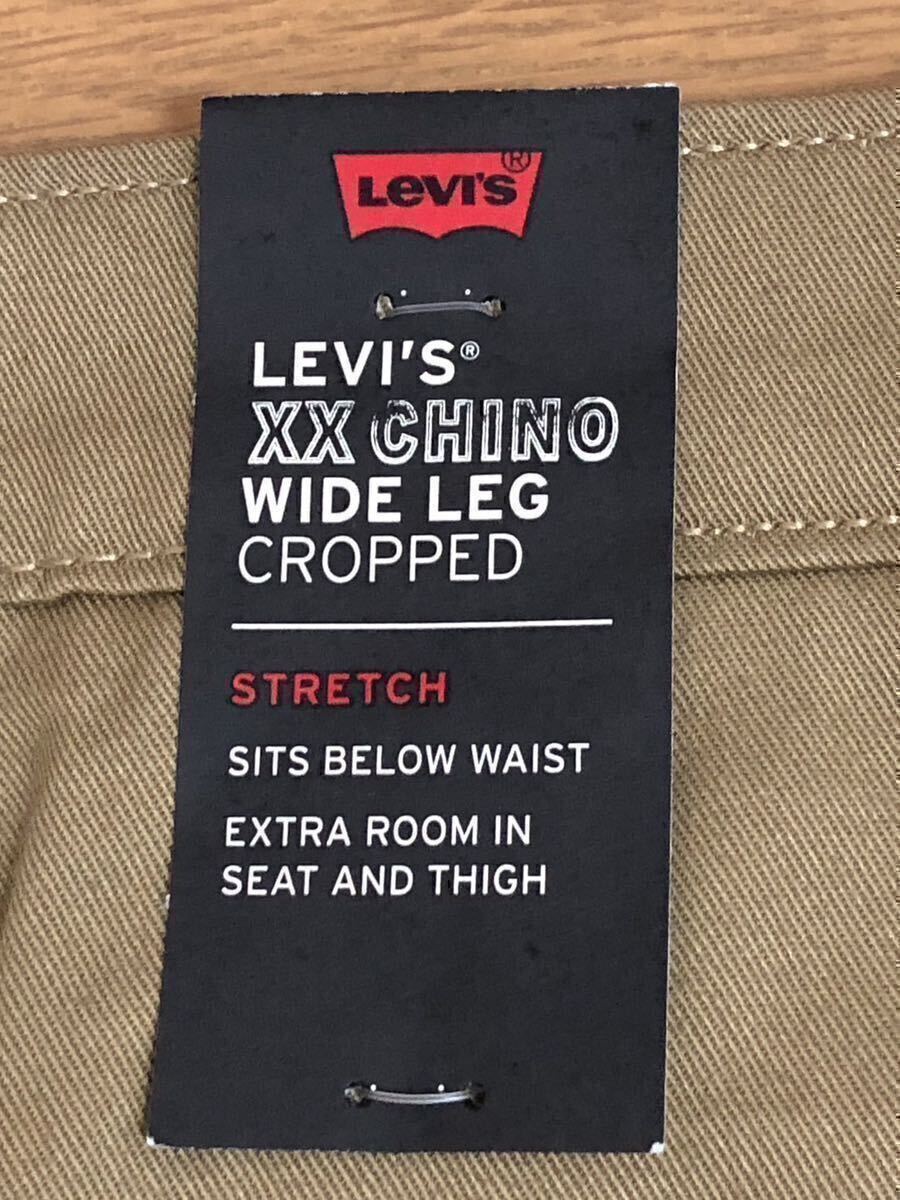 Levi's®
LEVI'S®
XX CHINO
WIDE LEG
CROPPED
STRETCH
SITS BELOW WAIST
EXTRA ROOM IN
SEAT AND THIGH